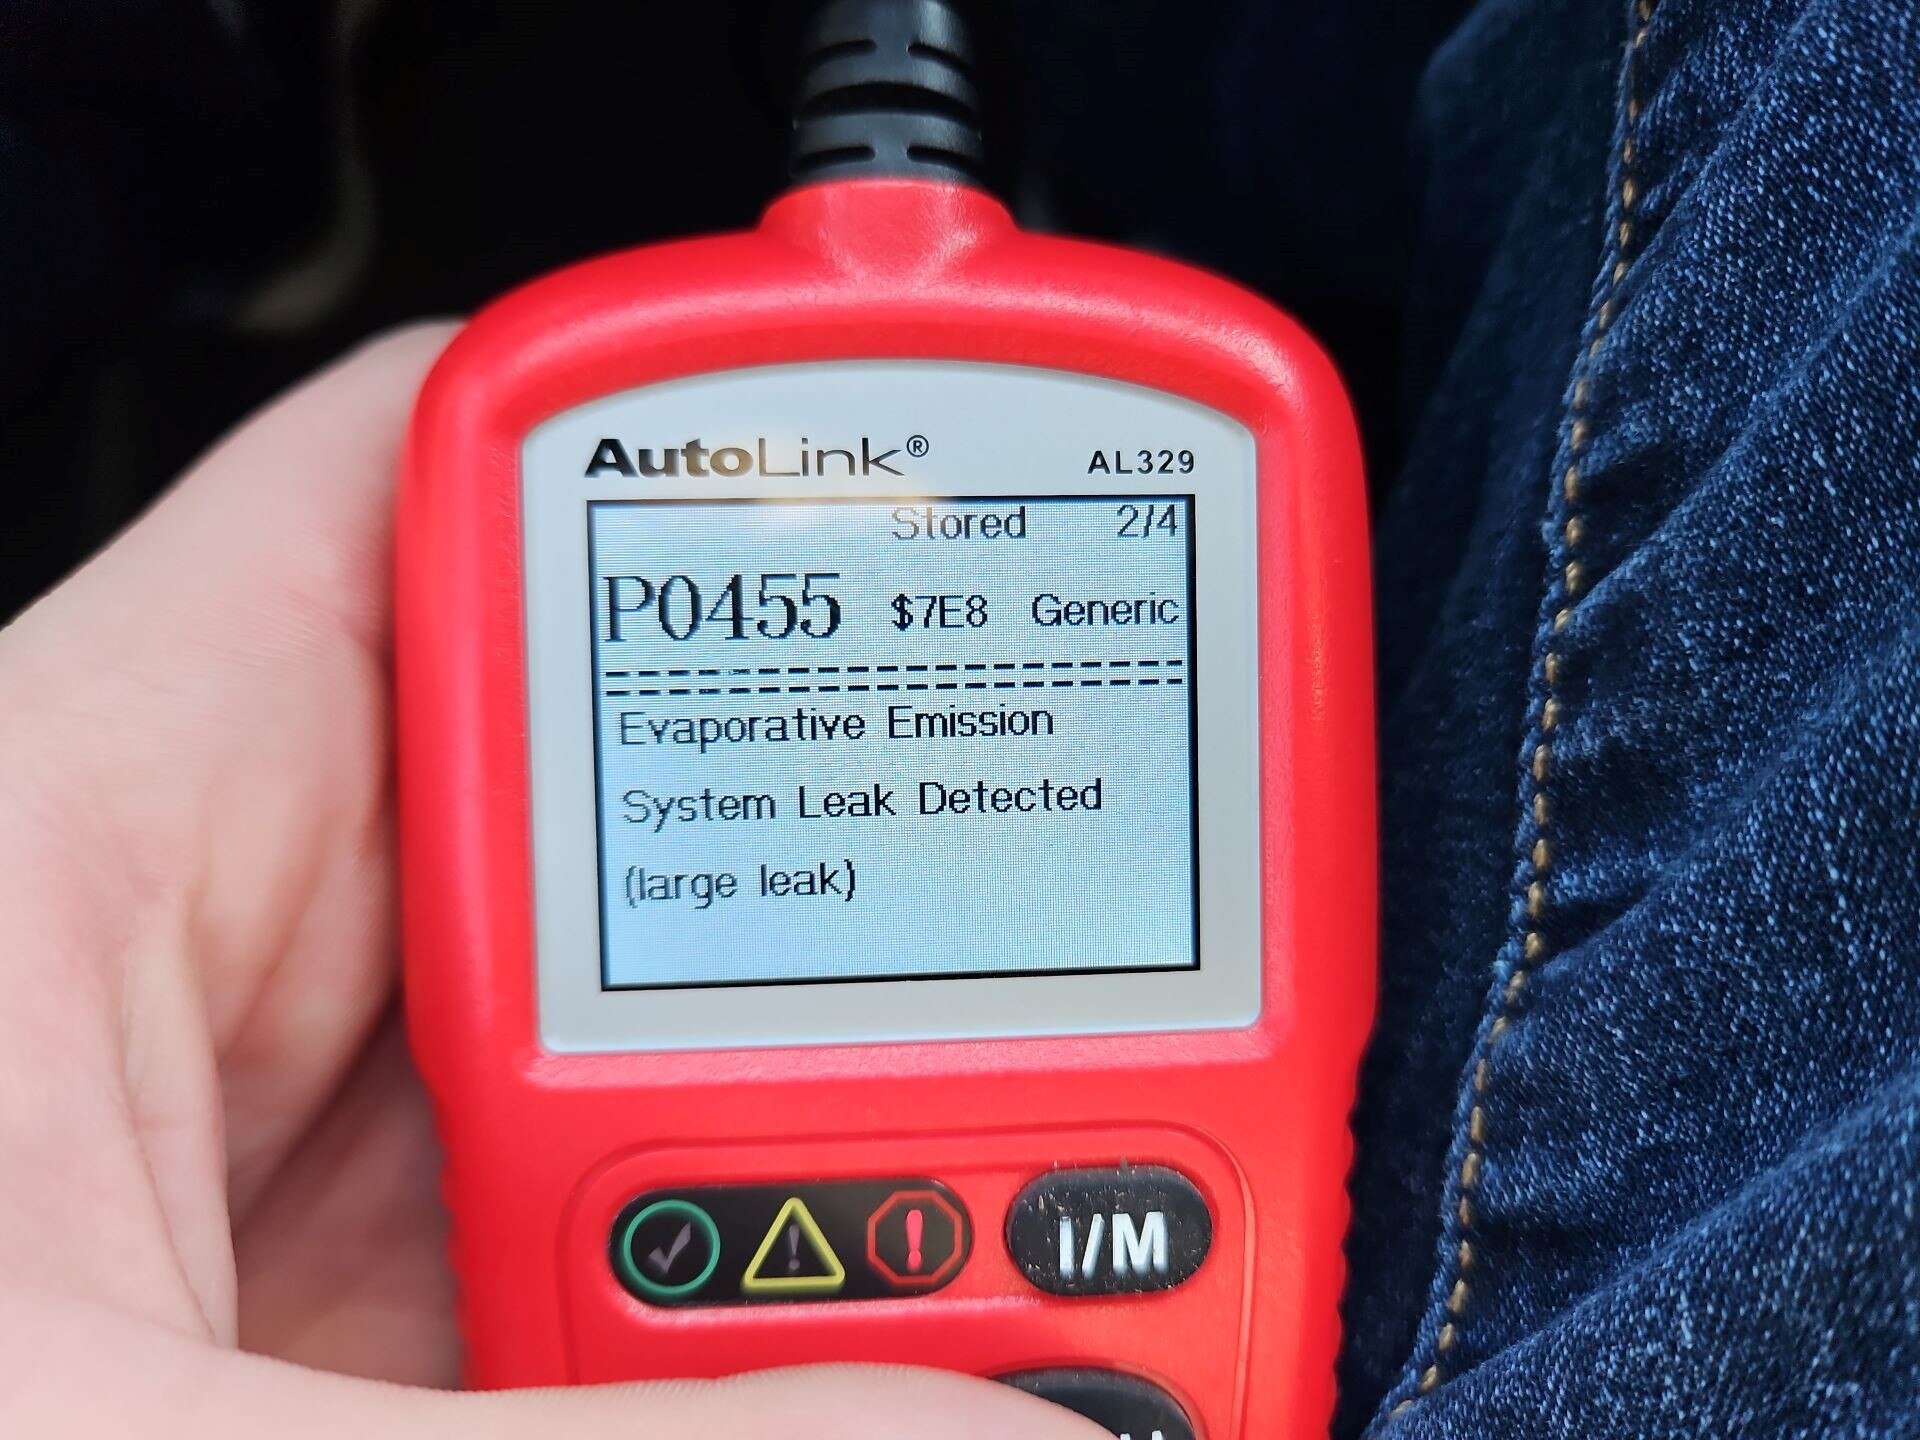 AutoLink® AL329
Stored 2/4
P0455 $7E8 Generic
Evaporative Emission
System Leak Detected
(large leak)
I/M